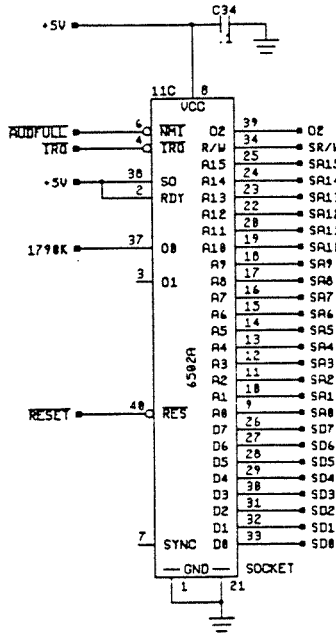 C34
+5V
.1
11C 8
VCC
AUDFULL 6 NMI O2 39 O2
IRQ 4 IRQ R/W 34 SR/W
A15 25 SA15
+5V 38 SO A14 24 SA14
2 RDY A13 23 SA13
A12 22 SA12
A11 20 SA11
1790K 37 O0 A10 19 SA10
A9 18 SA9
3 O1 A8 17 SA8
A7 16 SA7
A6 15 SA6
A5 14 SA5
A4 13 SA4
6502A
A3 12 SA3
A2 11 SA2
A1 10 SA1
RESET 40 RES A0 9 SA0
D7 26 SD7
D6 27 SD6
D5 28 SD5
D4 29 SD4
D3 30 SD3
D2 31 SD2
D1 32 SD1
7 SYNC D0 33 SD0
GND SOCKET
1 21